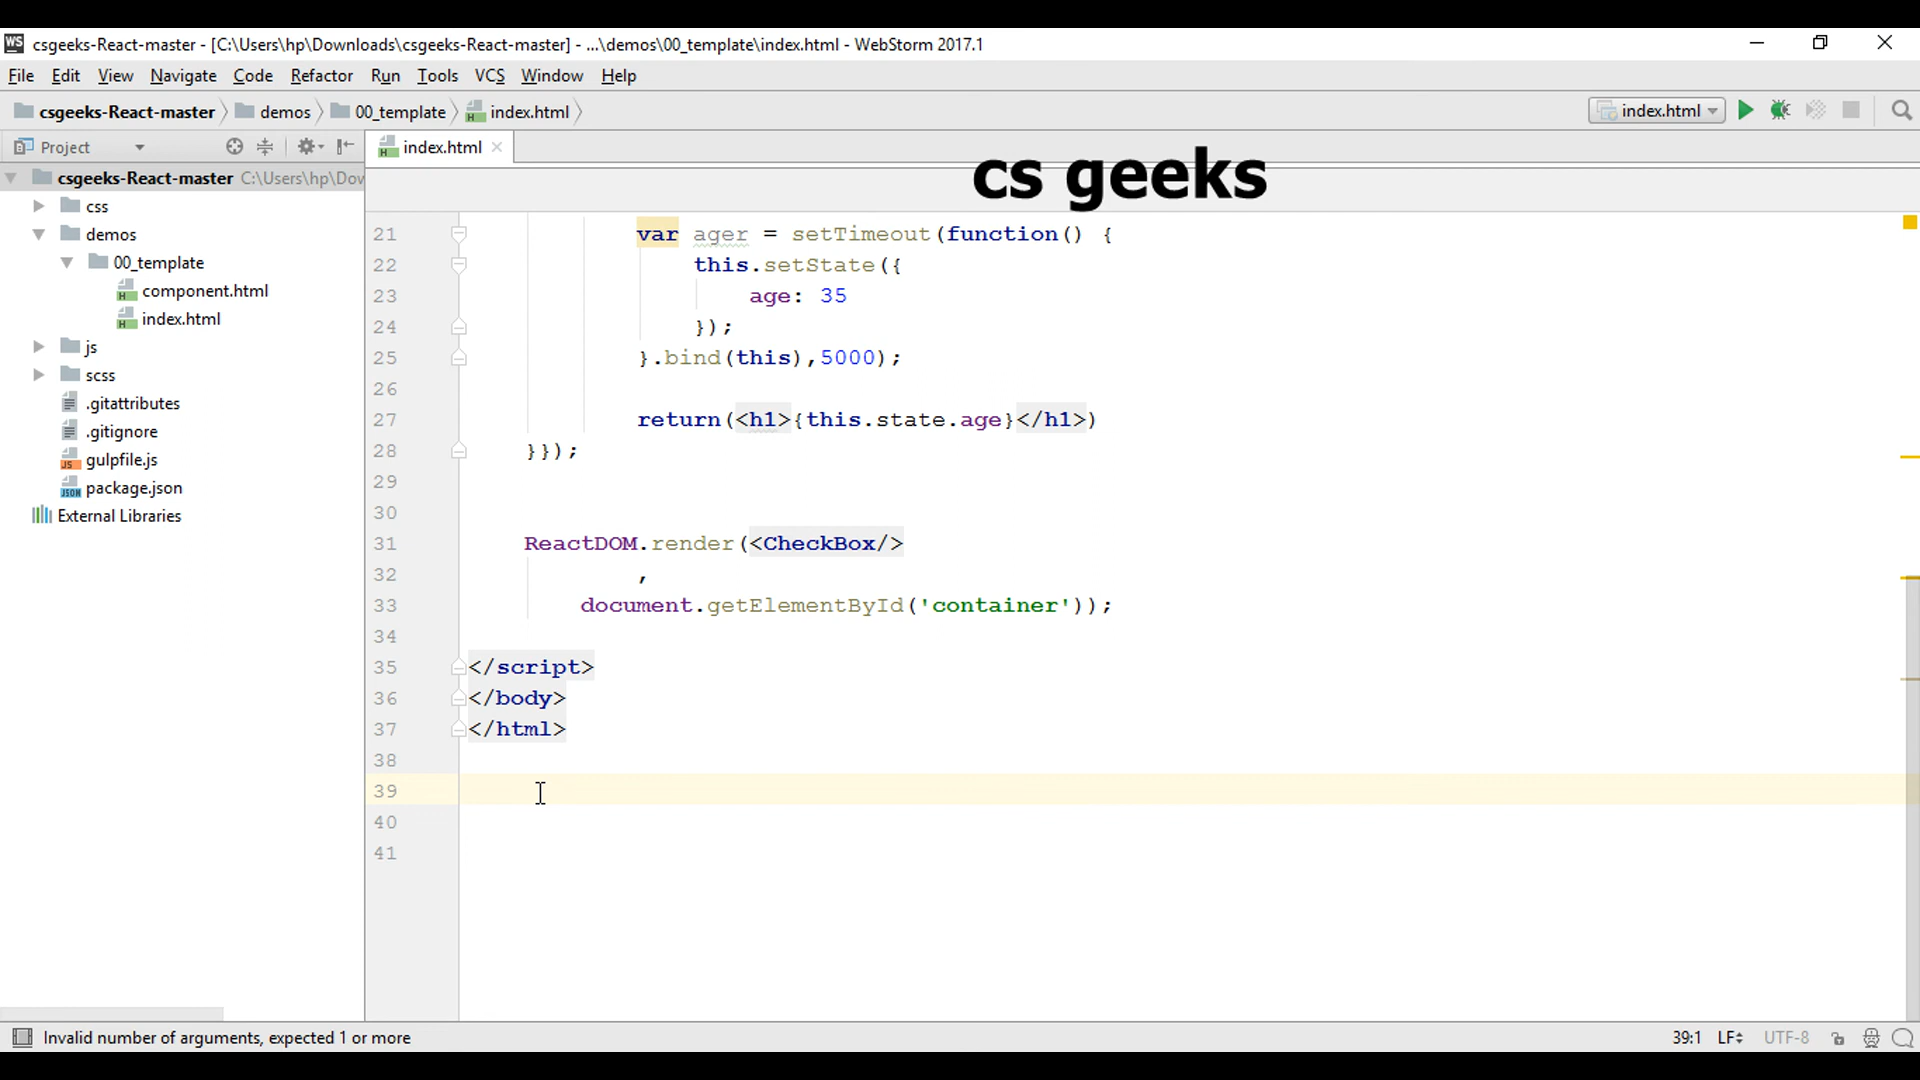 WS csgeeks-React-master - [C:\Users\hp\Downloads\csgeeks-React-master] - ...\demos\00_template\index.html - WebStorm 2017.1
File Edit View Navigate Code Refactor Run Tools VCS Window Help
csgeeks-React-master demos 00_template index.html index.html
Project index.html
cs geeks
csgeeks-React-master C:\Users\hp\Dov
css
demos
00_template
component.html
index.html
js
scss
.gitattributes
.gitignore
gulpfile.js
package.json
External Libraries
21 var ager = setTimeout(function() {
22 this.setState({
23 age: 35
24 });
25 }.bind(this),5000);
26
27 return(<h1>{this.state.age}</h1>)
28 }});
29
30
31 ReactDOM.render(<CheckBox/>
32 ,
33 document.getElementById('container'));
34
35 </script>
36 </body>
37 </html>
38
39
40
41
Invalid number of arguments, expected 1 or more 39:1 LF UTF-8